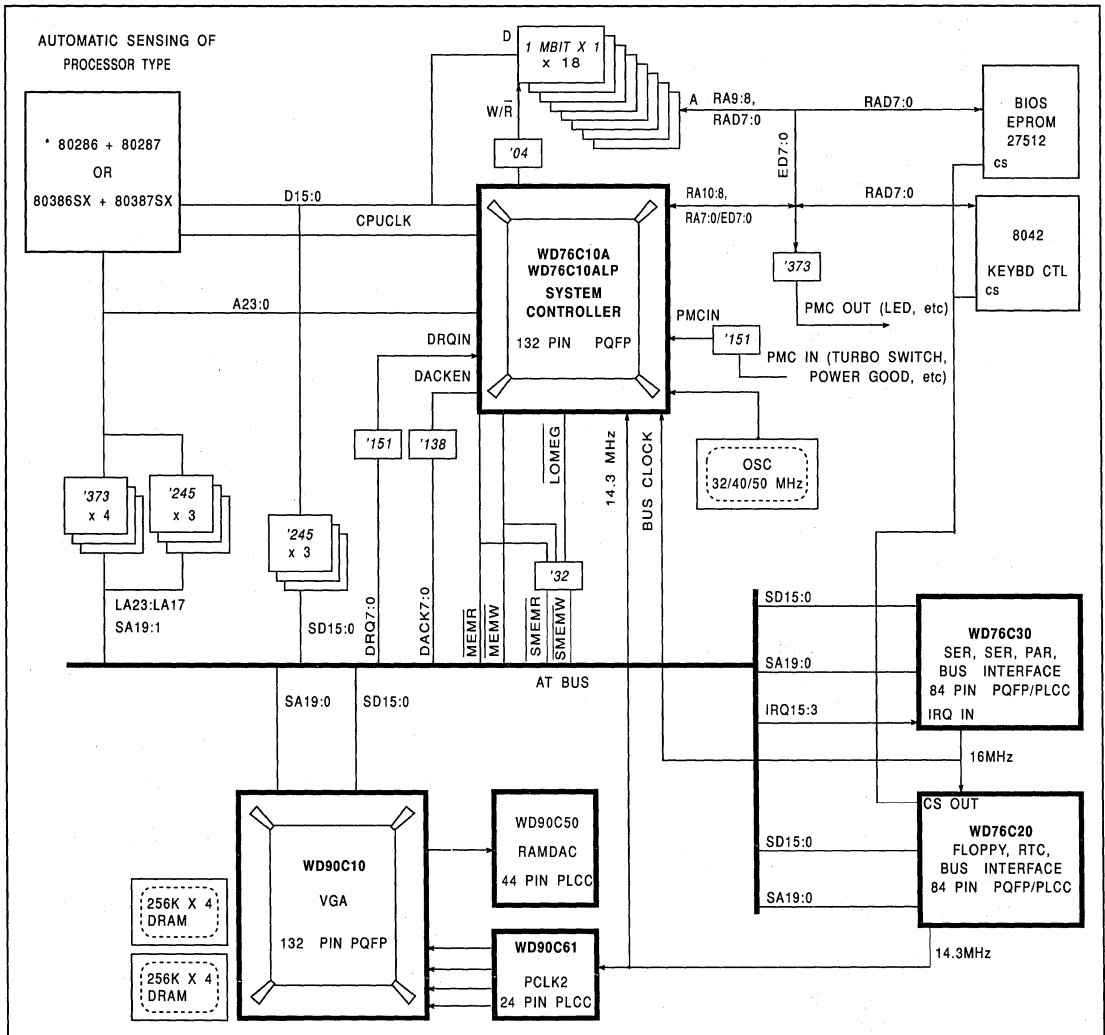 AUTOMATIC SENSING OF
PROCESSOR TYPE
* 80286 + 80287
OR
80386SX + 80387SX
D
1 MBIT X 1
x 18
W/R̅
'04
A
RA9:8,
RAD7:0
RAD7:0
BIOS
EPROM
27512
CS
ED7:0
D15:0
CPUCLK
RA10:8,
RA7:0/ED7:0
RAD7:0
8042
KEYBD CTL
CS
'373
PMC OUT (LED, etc)
WD76C10A
WD76C10ALP
SYSTEM
CONTROLLER
132 PIN PQFP
A23:0
DRQIN
DACKEN
PMCIN
'151
PMC IN (TURBO SWITCH,
POWER GOOD, etc)
'151
'138
L̅O̅M̅E̅G̅
14.3 MHz
BUS CLOCK
OSC
32/40/50 MHz
'373
x 4
'245
x 3
'245
x 3
'32
LA23:LA17
SA19:1
SD15:0
DRQ7:0
DACK7:0
M̅E̅M̅R̅
M̅E̅M̅W̅
S̅M̅E̅M̅R̅
S̅M̅E̅M̅W̅
AT BUS
SD15:0
SA19:0
IRQ15:3
WD76C30
SER, SER, PAR,
BUS INTERFACE
84 PIN PQFP/PLCC
IRQ IN
16MHz
SA19:0
SD15:0
CS OUT
WD76C20
FLOPPY, RTC,
BUS INTERFACE
84 PIN PQFP/PLCC
SD15:0
SA19:0
14.3MHz
WD90C10
VGA
132 PIN PQFP
WD90C50
RAMDAC
44 PIN PLCC
256K X 4
DRAM
256K X 4
DRAM
WD90C61
PCLK2
24 PIN PLCC